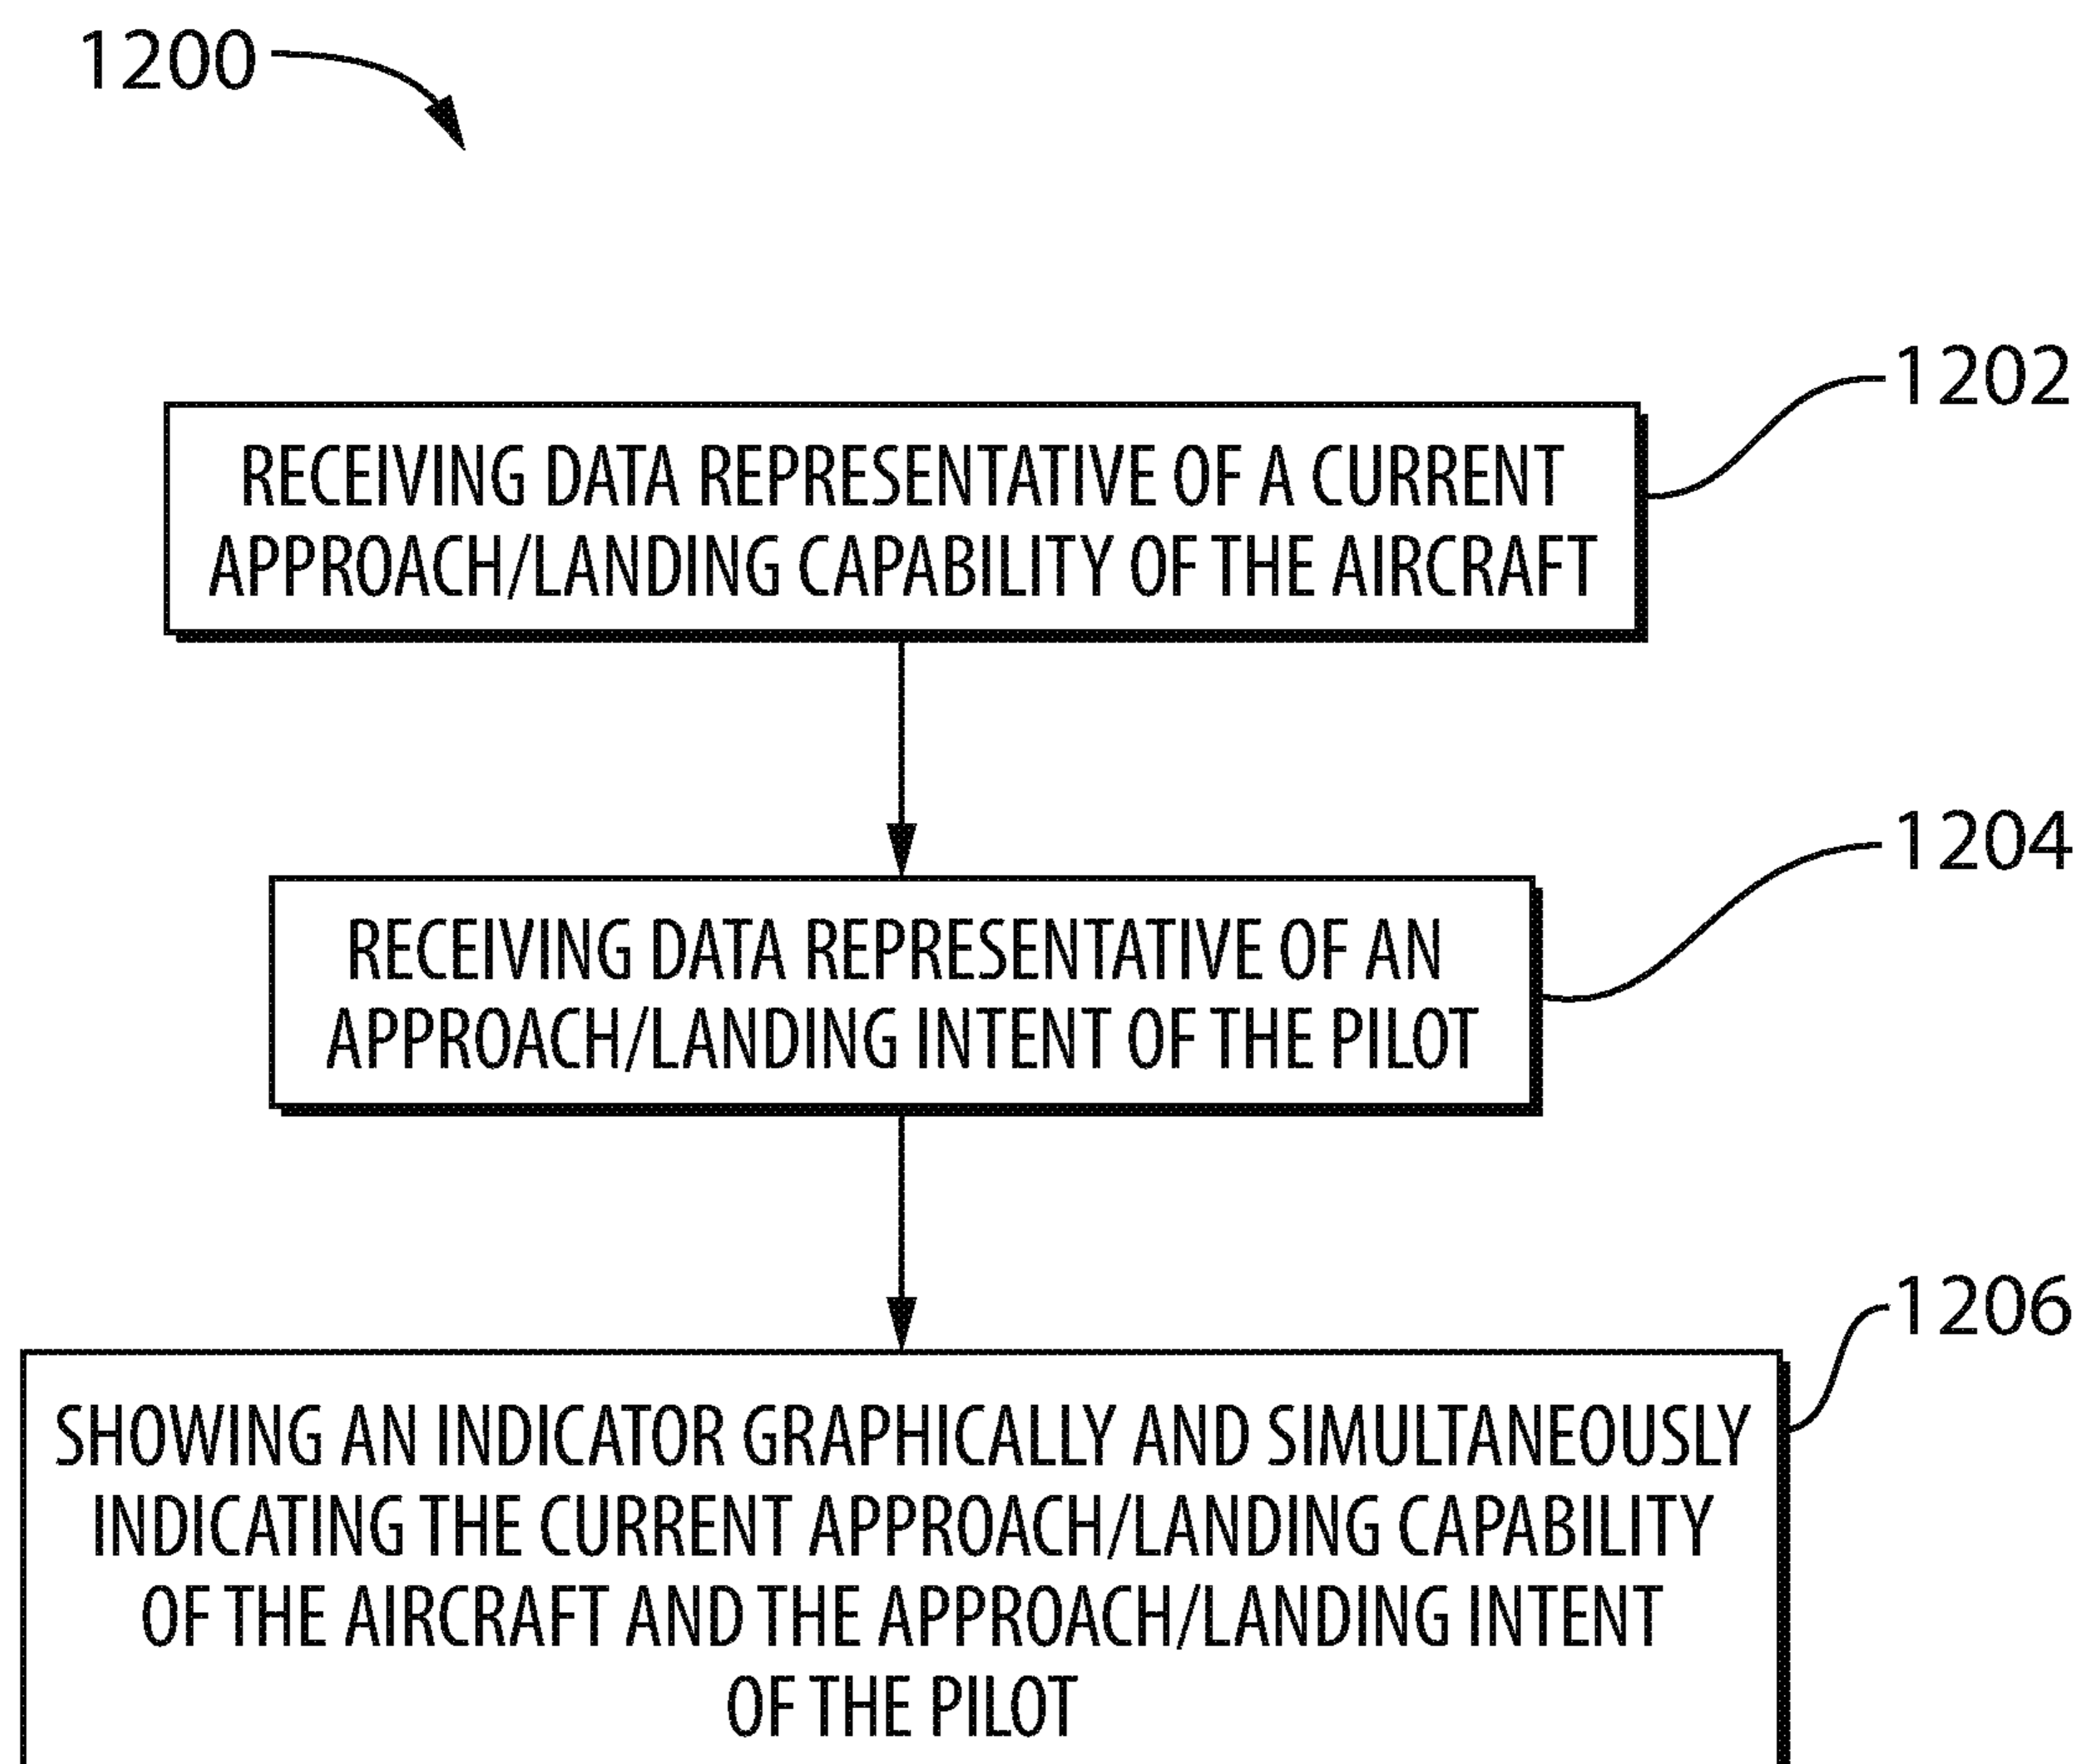 1200
1202
RECEIVING DATA REPRESENTATIVE OF A CURRENT
APPROACH/LANDING CAPABILITY OF THE AIRCRAFT
1204
RECEIVING DATA REPRESENTATIVE OF AN
APPROACH/LANDING INTENT OF THE PILOT
1206
SHOWING AN INDICATOR GRAPHICALLY AND SIMULTANEOUSLY
INDICATING THE CURRENT APPROACH/LANDING CAPABILITY
OF THE AIRCRAFT AND THE APPROACH/LANDING INTENT
OF THE PILOT